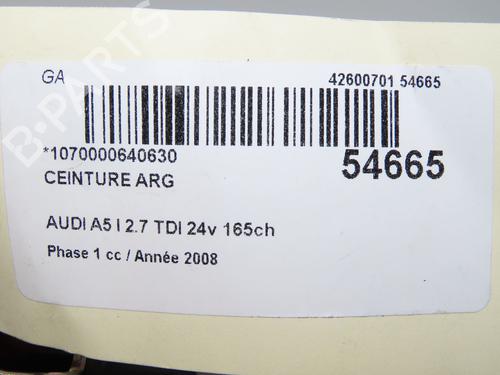 GA
42600701 54665
*1070000640630
54665
CEINTURE ARG
AUDI A5 I 2.7 TDI 24v 165ch
Phase 1 cc / Année 2008
B-PARTS